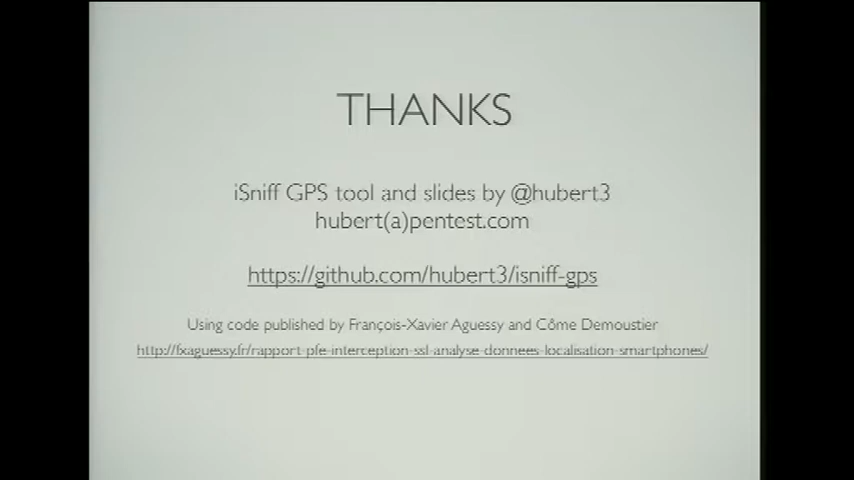 THANKS
iSniff GPS tool and slides by @hubert3
hubert(a)pentest.com
https://github.com/hubert3/isniff-gps
Using code published by François-Xavier Aguessy and Côme Demoustier
http://fxaguessy.fr/rapport-pfe-interception-ssl-analyse-donnees-localisation-smartphones/